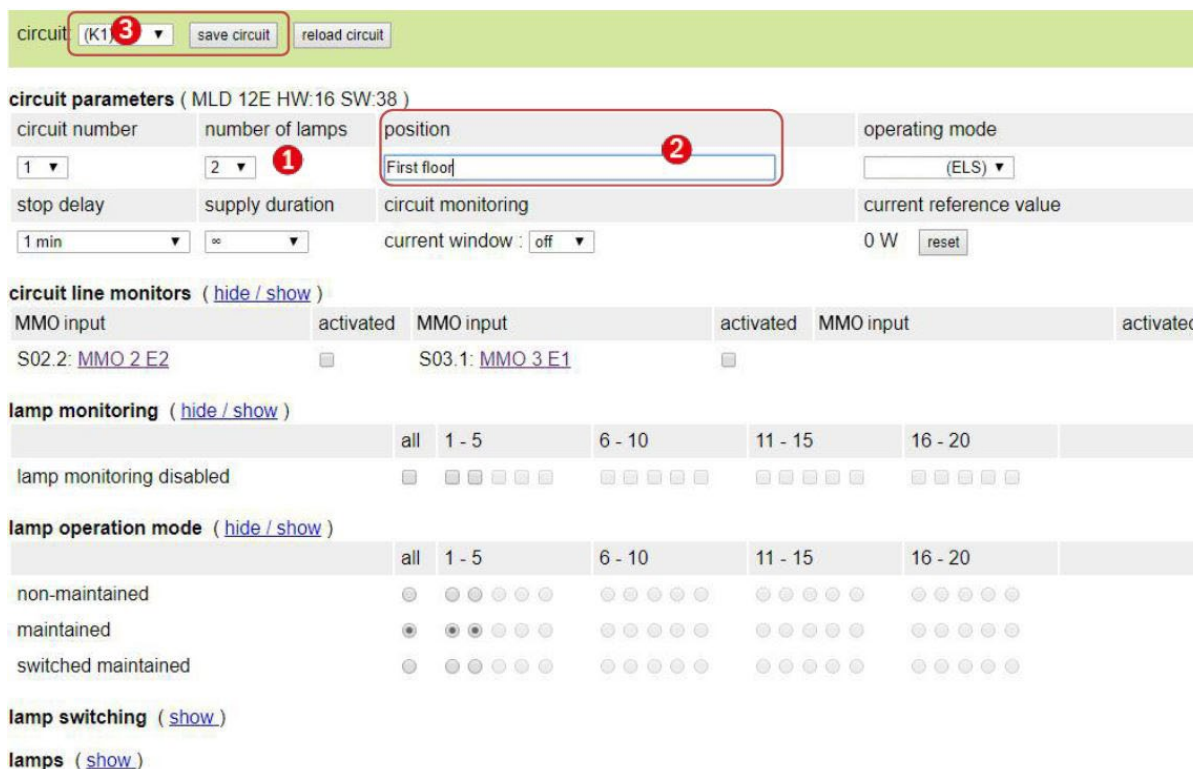 circuit: (K1) 3 save circuit reload circuit
circuit parameters ( MLD 12E HW:16 SW:38 )
circuit number number of lamps position operating mode
1 2 1 First floor 2 (ELS)
stop delay supply duration circuit monitoring current reference value
1 min ∞ current window : off 0 W reset
circuit line monitors ( hide / show )
MMO input activated MMO input activated MMO input activated
S02.2: MMO 2 E2 S03.1: MMO 3 E1
lamp monitoring ( hide / show )
all 1 - 5 6 - 10 11 - 15 16 - 20
lamp monitoring disabled
lamp operation mode ( hide / show )
all 1 - 5 6 - 10 11 - 15 16 - 20
non-maintained
maintained
switched maintained
lamp switching ( show )
lamps ( show )